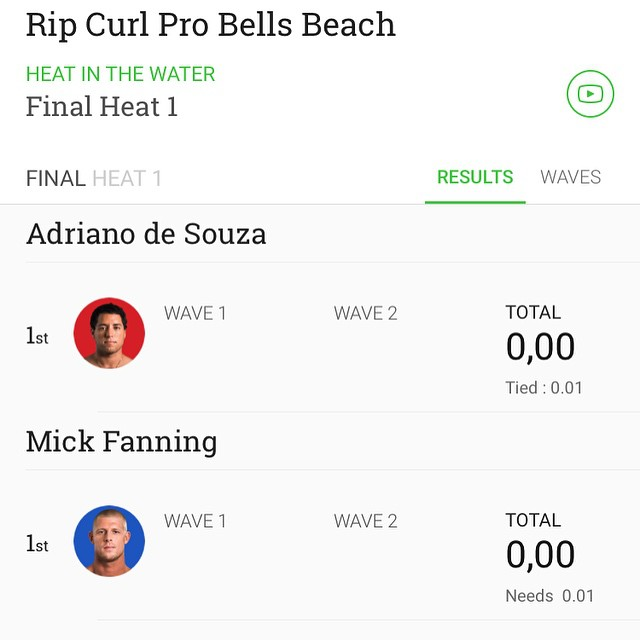 Rip Curl Pro Bells Beach
HEAT IN THE WATER
Final Heat 1
FINAL HEAT 1 RESULTS WAVES
Adriano de Souza
1st WAVE 1 WAVE 2 TOTAL
0,00
Tied : 0.01
Mick Fanning
1st WAVE 1 WAVE 2 TOTAL
0,00
Needs 0.01